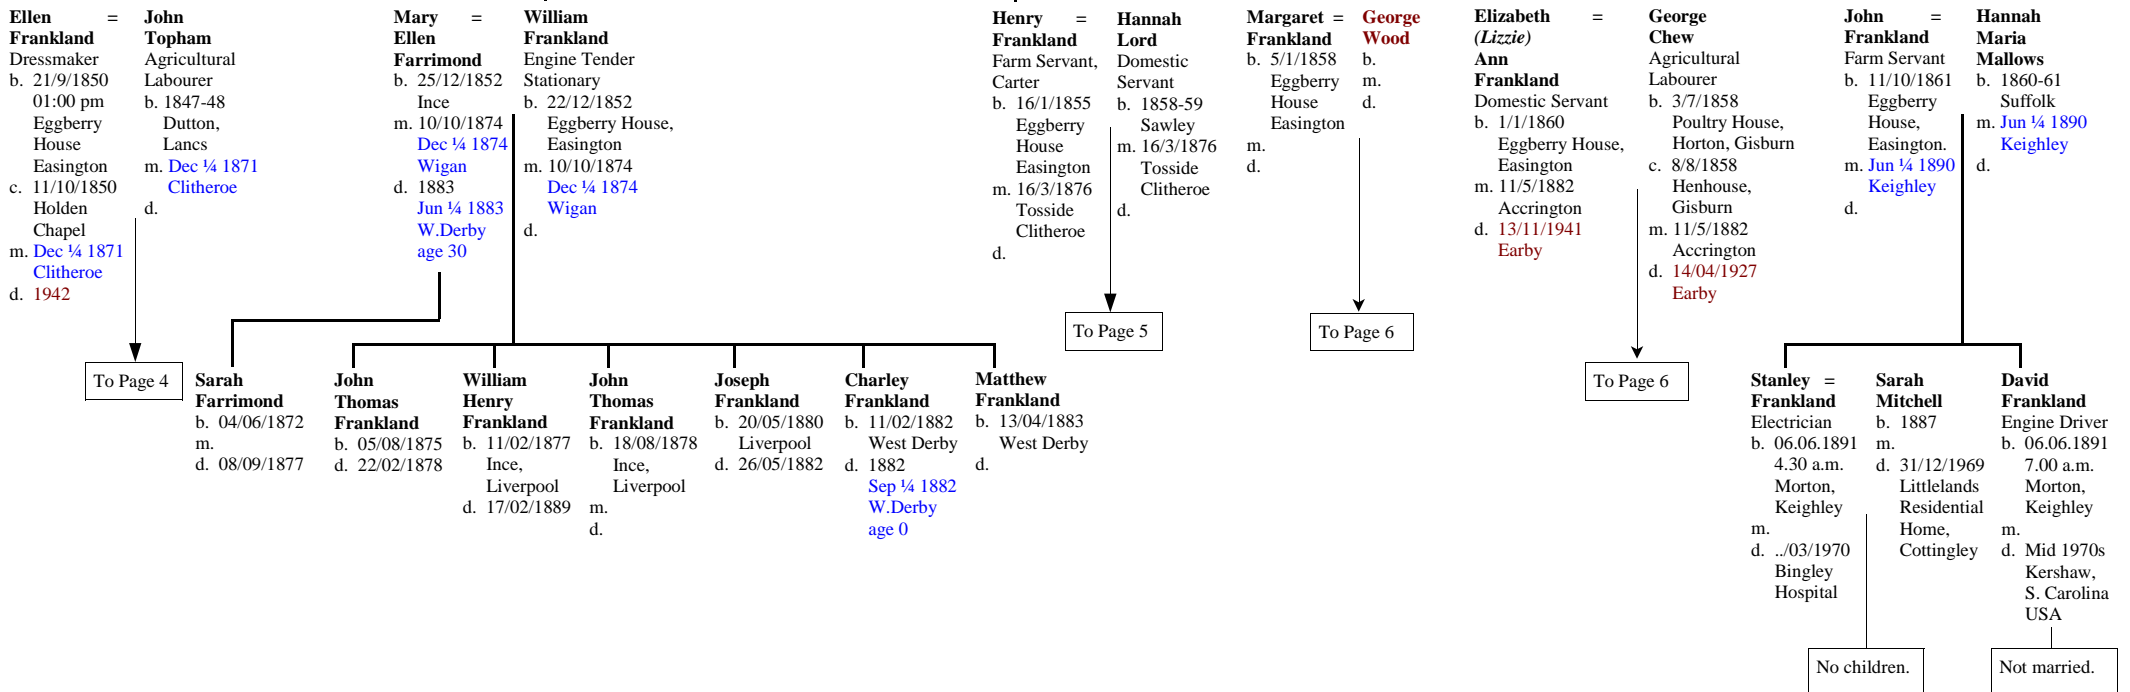 Ellen =
Frankland
Dressmaker
b. 21/9/1850
01:00 pm
Eggberry
House
Easington
c. 11/10/1850
Holden
Chapel
m. Dec ¼ 1871
Clitheroe
d. 1942
John
Topham
Agricultural
Labourer
b. 1847-48
Dutton,
Lancs
m. Dec ¼ 1871
Clitheroe
d.
To Page 4
Mary =
Ellen
Farrimond
b. 25/12/1852
Ince
m. 10/10/1874
Dec ¼ 1874
Wigan
d. 1883
Jun ¼ 1883
W.Derby
age 30
William
Frankland
Engine Tender
Stationary
b. 22/12/1852
Eggberry House,
Easington
m. 10/10/1874
Dec ¼ 1874
Wigan
d.
Henry =
Frankland
Farm Servant,
Carter
b. 16/1/1855
Eggberry
House
Easington
m. 16/3/1876
Tosside
Clitheroe
d.
Hannah
Lord
Domestic
Servant
b. 1858-59
Sawley
m. 16/3/1876
Tosside
Clitheroe
d.
To Page 5
Margaret =
Frankland
b. 5/1/1858
Eggberry
House
Easington
m.
d.
George
Wood
b.
m.
d.
To Page 6
Elizabeth =
(Lizzie)
Ann
Frankland
Domestic Servant
b. 1/1/1860
Eggberry House,
Easington
m. 11/5/1882
Accrington
d. 13/11/1941
Earby
George
Chew
Agricultural
Labourer
b. 3/7/1858
Poultry House,
Horton, Gisburn
c. 8/8/1858
Henhouse,
Gisburn
m. 11/5/1882
Accrington
d. 14/04/1927
Earby
To Page 6
John =
Frankland
Farm Servant
b. 11/10/1861
Eggberry
House,
Easington.
m. Jun ¼ 1890
Keighley
d.
Hannah
Maria
Mallows
b. 1860-61
Suffolk
m. Jun ¼ 1890
Keighley
d.
Sarah
Farrimond
b. 04/06/1872
m.
d. 08/09/1877
John
Thomas
Frankland
b. 05/08/1875
d. 22/02/1878
William
Henry
Frankland
b. 11/02/1877
Ince,
Liverpool
d. 17/02/1889
John
Thomas
Frankland
b. 18/08/1878
Ince,
Liverpool
m.
d.
Joseph
Frankland
b. 20/05/1880
Liverpool
d. 26/05/1882
Charley
Frankland
b. 11/02/1882
West Derby
d. 1882
Sep ¼ 1882
W.Derby
age 0
Matthew
Frankland
b. 13/04/1883
West Derby
d.
Stanley =
Frankland
Electrician
b. 06.06.1891
4.30 a.m.
Morton,
Keighley
m.
d. ../03/1970
Bingley
Hospital
Sarah
Mitchell
b. 1887
m.
d. 31/12/1969
Littlelands
Residential
Home,
Cottingley
David
Frankland
Engine Driver
b. 06.06.1891
7.00 a.m.
Morton,
Keighley
m.
d. Mid 1970s
Kershaw,
S. Carolina
USA
No children.
Not married.